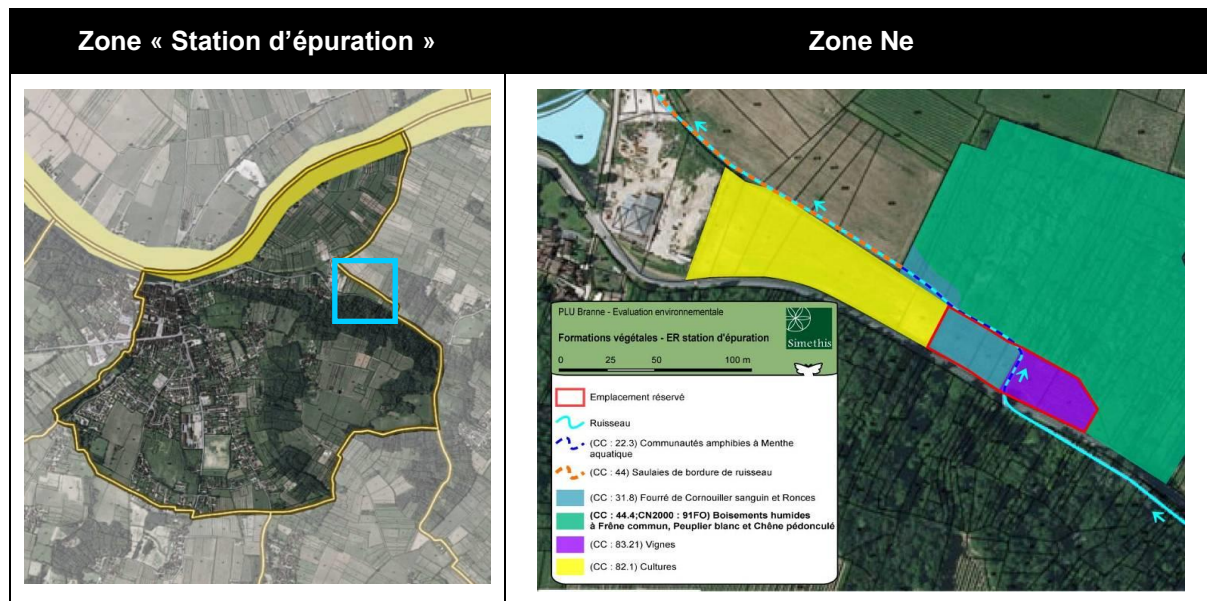 Zone « Station d'épuration »
Zone Ne
PLU Branne - Evaluation environnementale
Formations végétales - ER station d'épuration
Simethis
0 25 50 100 m
Emplacement réservé
Ruisseau
(CC : 22.3) Communautés amphibies à Menthe
aquatique
(CC : 44) Saulaies de bordure de ruisseau
(CC : 31.8) Fourré de Cornouiller sanguin et Ronces
(CC : 44.4;CN2000 : 91FO) Boisements humides
à Frêne commun, Peuplier blanc et Chêne pédonculé
(CC : 83.21) Vignes
(CC : 82.1) Cultures